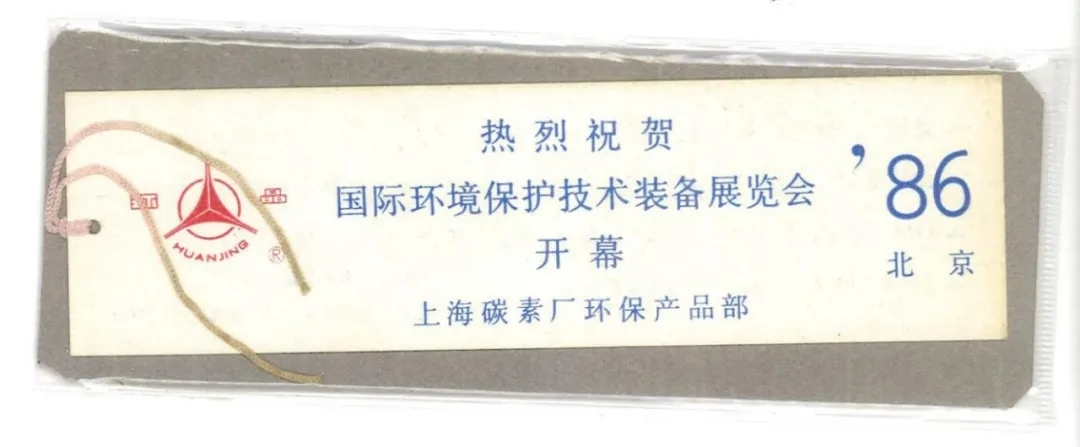 热烈祝贺
国际环境保护技术装备展览会
开幕
上海碳素厂环保产品部
'86
北京
HUANJING
®